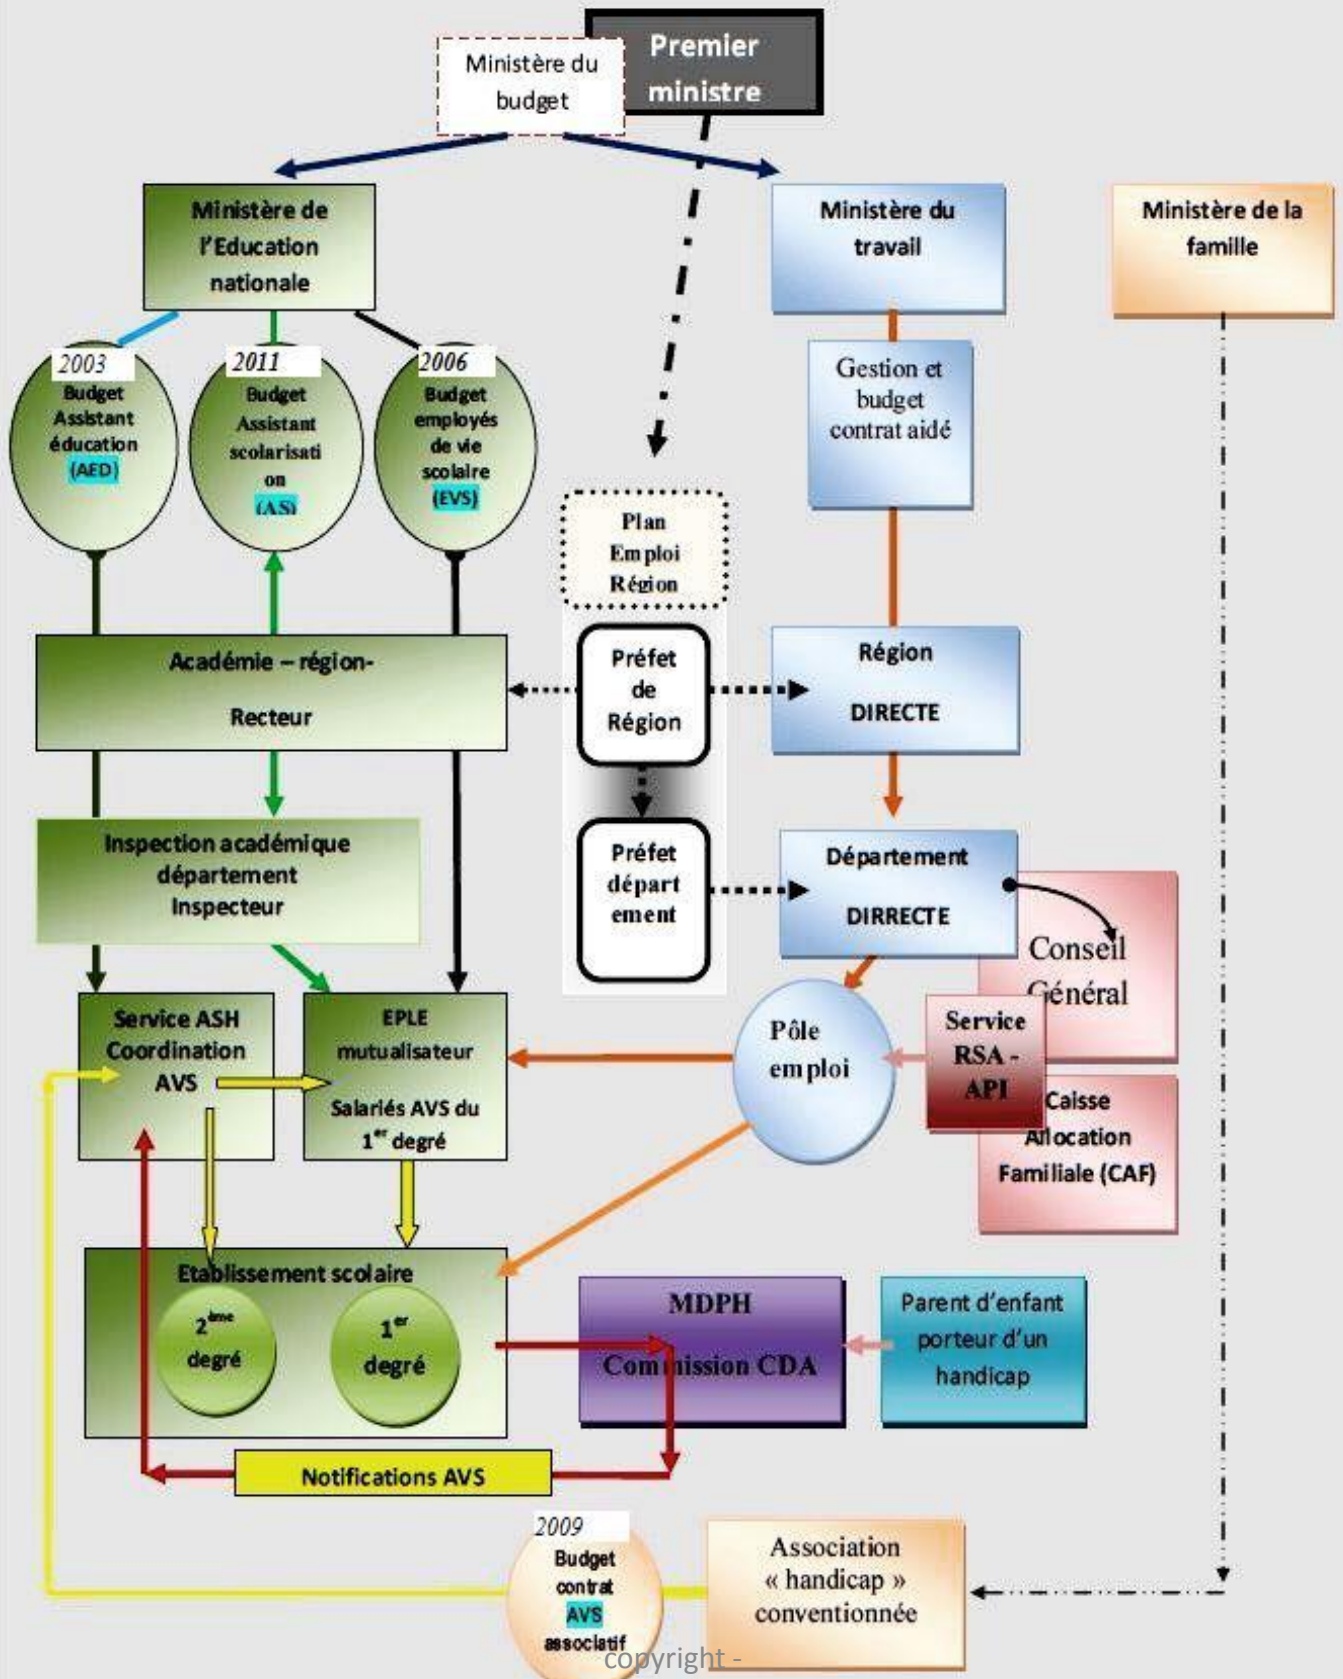 Premier
ministre
Ministère du
budget
Ministère de
l'Education
nationale
Ministère du
travail
Ministère de la
famille
2003
Budget
Assistant
éducation
(AED)
2011
Budget
Assistant
scolarisati
on
(AS)
2006
Budget
employés
de vie
scolaire
(EVS)
Gestion et
budget
contrat aidé
Plan
Emploi
Région
Académie – région-
Recteur
Préfet
de
Région
Région
DIRECTE
Inspection académique
département
Inspecteur
Préfet
départ
ement
Département
DIRRECTE
Conseil
Général
Service ASH
Coordination
AVS
EPLE
mutualisateur
Salariés AVS du
1er degré
Pôle
emploi
Service
RSA -
API
Caisse
Allocation
Familiale (CAF)
Etablissement scolaire
2ème
degré
1er
degré
MDPH
Commission CDA
Parent d'enfant
porteur d'un
handicap
Notifications AVS
2009
Budget
contrat
AVS
associatif
Association
« handicap »
conventionnée
copyright -